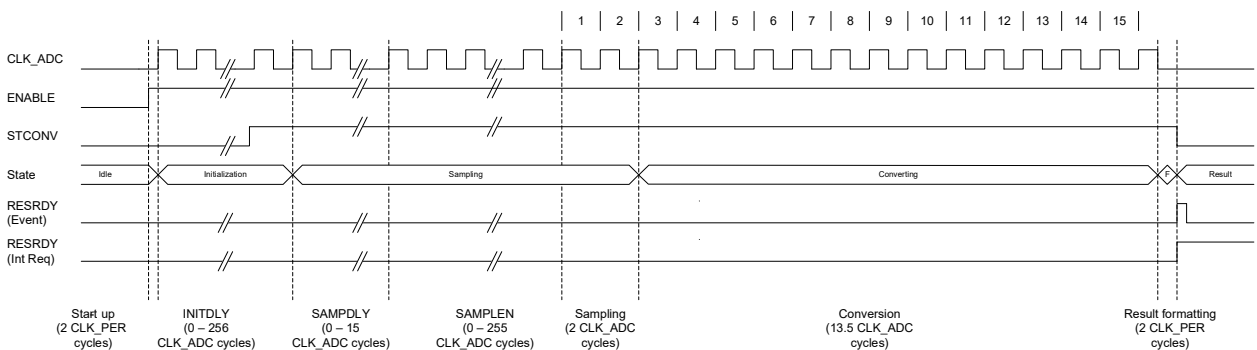 1 2 3 4 5 6 7 8 9 10 11 12 13 14 15
CLK_ADC
ENABLE
STCONV
State Idle Initialization Sampling Converting F Result
RESRDY
(Event)
RESRDY
(Int Req)
Start up INITDLY SAMPDLY SAMPLEN Sampling Conversion Result formatting
(2 CLK_PER (0 – 256 (0 – 15 (0 – 255 (2 CLK_ADC (13.5 CLK_ADC (2 CLK_PER
cycles) CLK_ADC cycles) CLK_ADC cycles) CLK_ADC cycles) cycles) cycles) cycles)